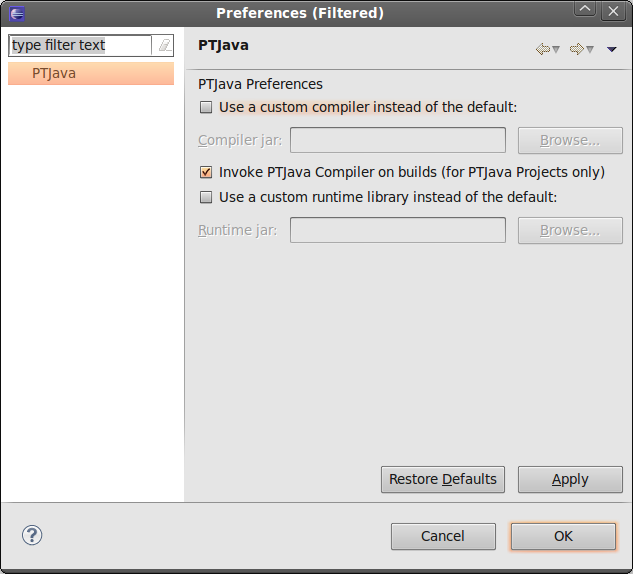 Preferences (Filtered)
type filter text
PTJava
PTJava
PTJava Preferences
Use a custom compiler instead of the default:
Compiler jar:
Browse...
Invoke PTJava Compiler on builds (for PTJava Projects only)
Use a custom runtime library instead of the default:
Runtime jar:
Browse...
Restore Defaults
Apply
?
Cancel
OK